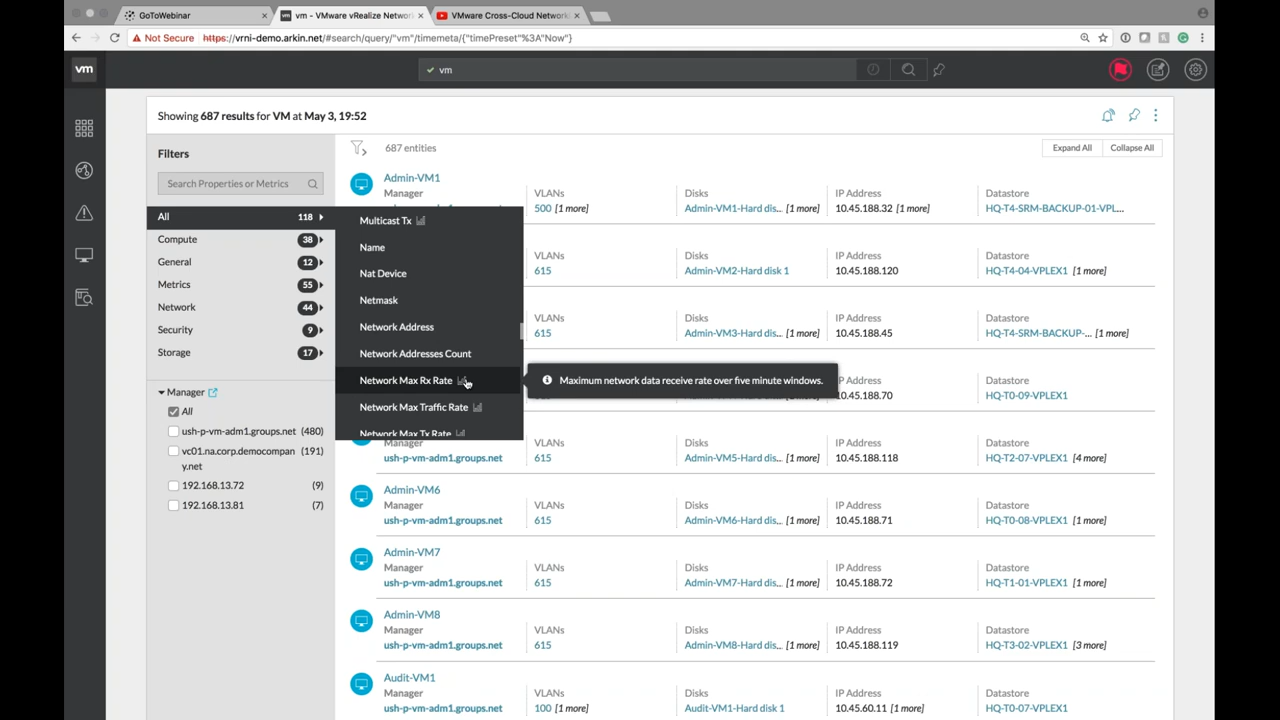 GoToWebinar
vm - VMware vRealize Network
VMware Cross-Cloud Network
Not Secure
https://vrni-demo.arkin.net/#search/query/"vm"/timemeta/{"timePreset"%3A"Now"}
vm
vm
Showing 687 results for VM at May 3, 19:52
Filters
687 entities
Expand All
Collapse All
Search Properties or Metrics
All 118
Compute 38
General 12
Metrics 55
Network 44
Security 9
Storage 17
Manager
All
ush-p-vm-adm1.groups.net (480)
vc01.na.corp.democompan (191)
y.net
192.168.13.72 (9)
192.168.13.81 (7)
Multicast Tx
Name
Nat Device
Netmask
Network Address
Network Addresses Count
Network Max Rx Rate
Network Max Traffic Rate
Network Max Tx Rate
Maximum network data receive rate over five minute windows.
Admin-VM1
Manager VLANs Disks IP Address Datastore
500 [1 more] Admin-VM1-Hard dis... [1 more] 10.45.188.32 [1 more] HQ-T4-SRM-BACKUP-01-VPL...
Disks IP Address Datastore
615 Admin-VM2-Hard disk 1 10.45.188.120 HQ-T4-04-VPLEX1 [1 more]
Disks IP Address Datastore
615 Admin-VM3-Hard dis... [1 more] 10.45.188.45 HQ-T4-SRM-BACKUP-... [1 more]
IP Address Datastore
10.45.188.70 HQ-T0-09-VPLEX1
Manager VLANs Disks IP Address Datastore
ush-p-vm-adm1.groups.net 615 Admin-VM5-Hard dis... [1 more] 10.45.188.118 HQ-T2-07-VPLEX1 [4 more]
Admin-VM6
Manager VLANs Disks IP Address Datastore
ush-p-vm-adm1.groups.net 615 Admin-VM6-Hard dis... [1 more] 10.45.188.71 HQ-T0-08-VPLEX1 [1 more]
Admin-VM7
Manager VLANs Disks IP Address Datastore
ush-p-vm-adm1.groups.net 615 Admin-VM7-Hard dis... [1 more] 10.45.188.72 HQ-T1-01-VPLEX1 [1 more]
Admin-VM8
Manager VLANs Disks IP Address Datastore
ush-p-vm-adm1.groups.net 615 Admin-VM8-Hard dis... [1 more] 10.45.188.119 HQ-T3-02-VPLEX1 [3 more]
Audit-VM1
Manager VLANs Disks IP Address Datastore
ush-p-vm-adm1.groups.net 100 [1 more] Audit-VM1-Hard disk 1 10.45.60.11 [1 more] HQ-T0-07-VPLEX1